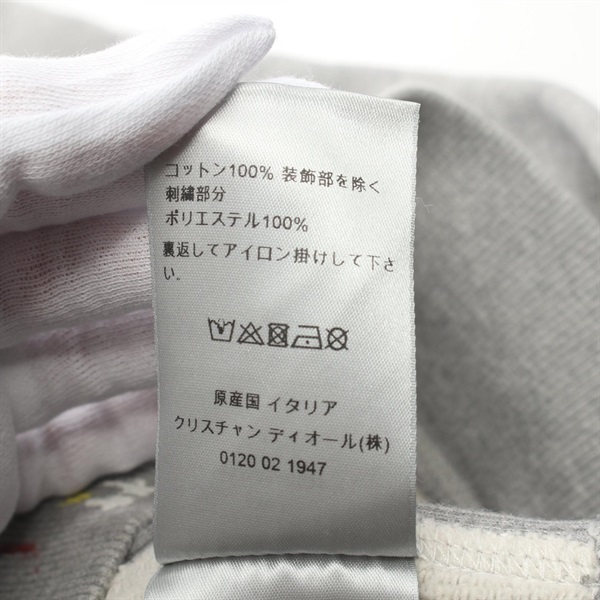 コットン100% 装飾部を除く
刺繍部分
ポリエステル100%
裏返してアイロン掛けして下さ
い。
原産国 イタリア
クリスチャン ディオール(株)
0120 02 1947